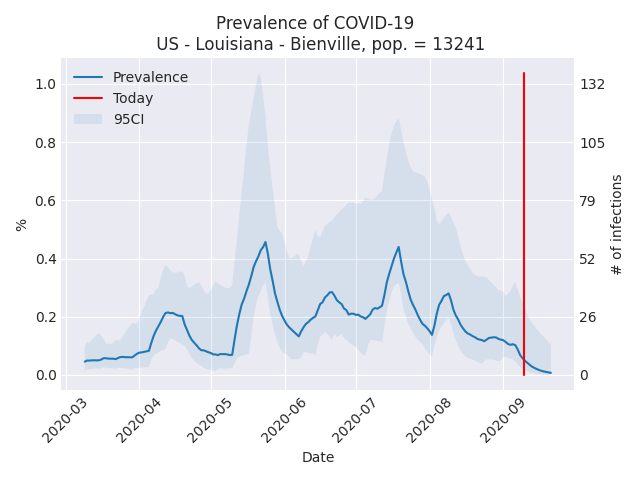 Prevalence of COVID-19
US - Louisiana - Bienville, pop. = 13241
Prevalence
Today
95CI
1.0
0.8
0.6
0.4
0.2
0.0
%
132
105
79
52
26
0
# of infections
2020-03
2020-04
2020-05
2020-06
2020-07
2020-08
2020-09
Date